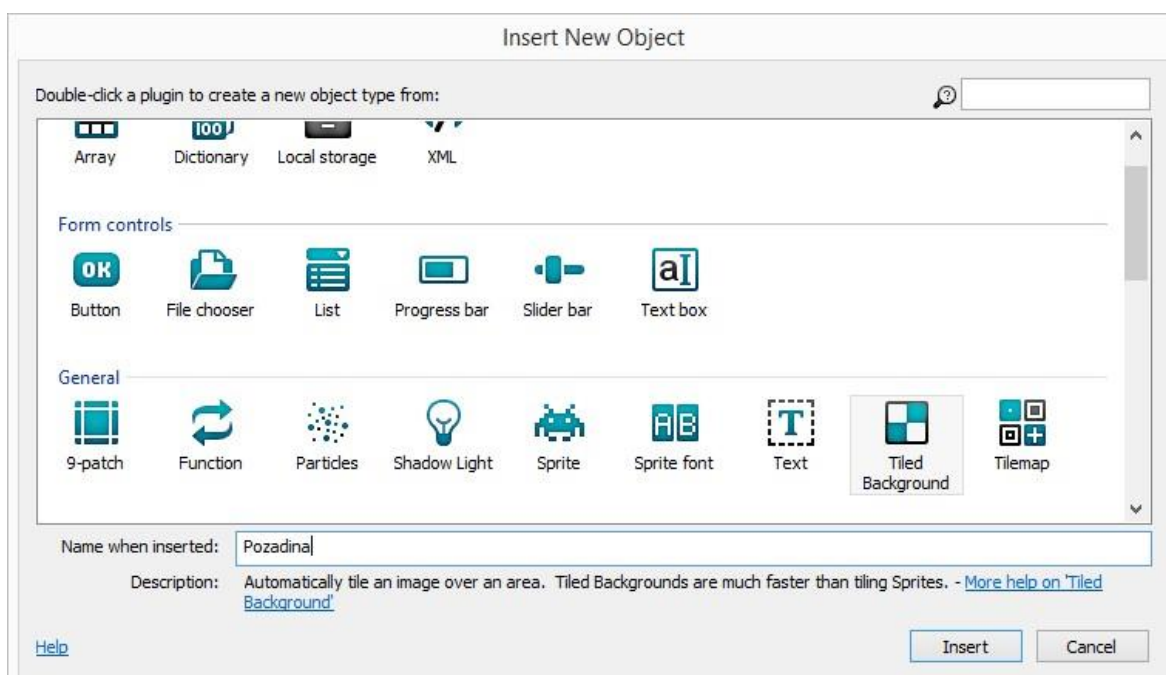 Insert New Object
Double-click a plugin to create a new object type from:
Array Dictionary Local storage XML
Form controls
OK aI
Button File chooser List Progress bar Slider bar Text box
General
AB T
9-patch Function Particles Shadow Light Sprite Sprite font Text Tiled Background Tilemap
Name when inserted: Pozadina
Description: Automatically tile an image over an area. Tiled Backgrounds are much faster than tiling Sprites. - More help on 'Tiled
Background'
Help Insert Cancel